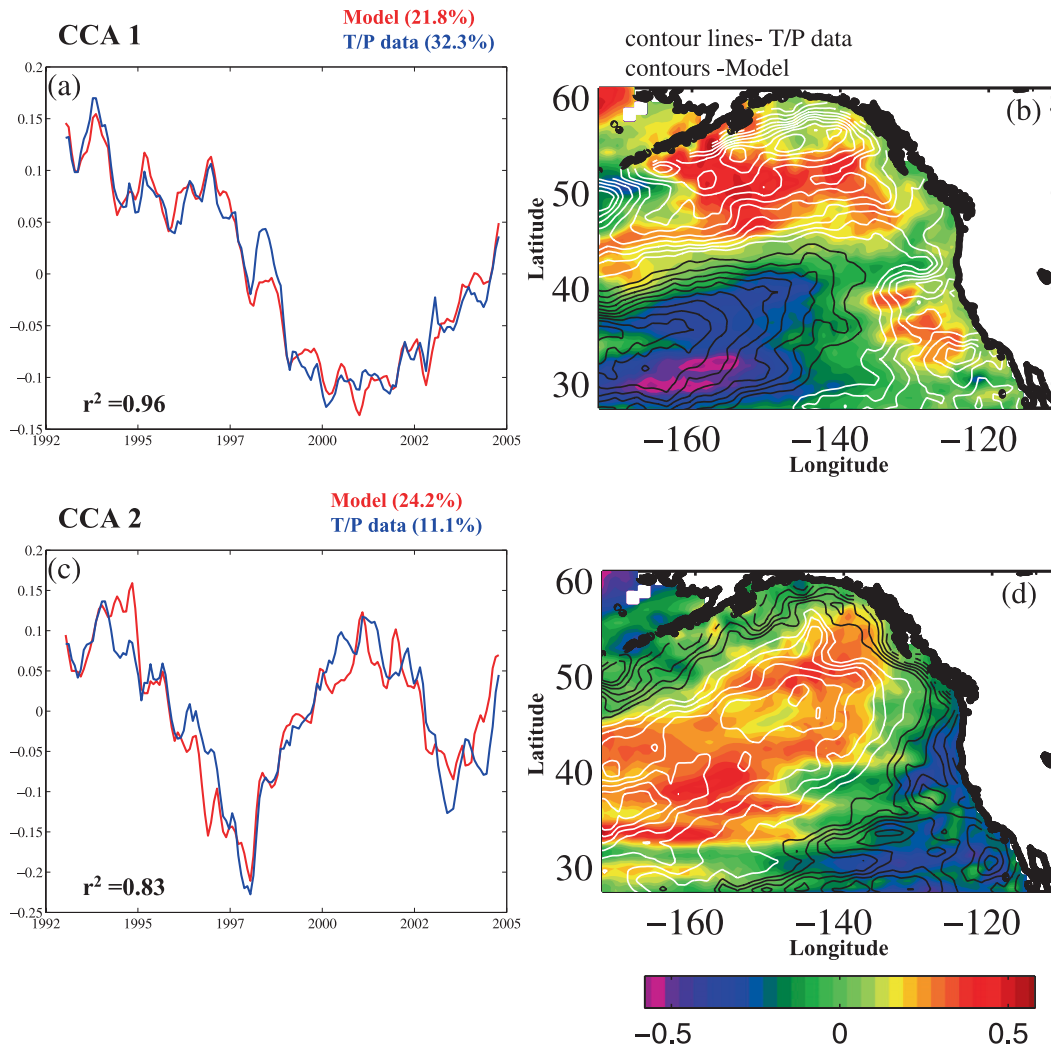 CCA 1
Model (21.8%)
T/P data (32.3%)
contour lines- T/P data
contours -Model
(a)
0.2
0.15
0.1
0.05
0
−0.05
−0.1
−0.15
r² =0.96
1992
1995
1997
2000
2002
2005
(b)
Latitude
60
50
40
30
−160
−140
−120
Longitude
CCA 2
Model (24.2%)
T/P data (11.1%)
(c)
0.2
0.15
0.1
0.05
0
−0.05
−0.1
−0.15
−0.2
−0.25
r² =0.83
1992
1995
1997
2000
2002
2005
(d)
Latitude
60
50
40
30
−160
−140
−120
Longitude
−0.5
0
0.5